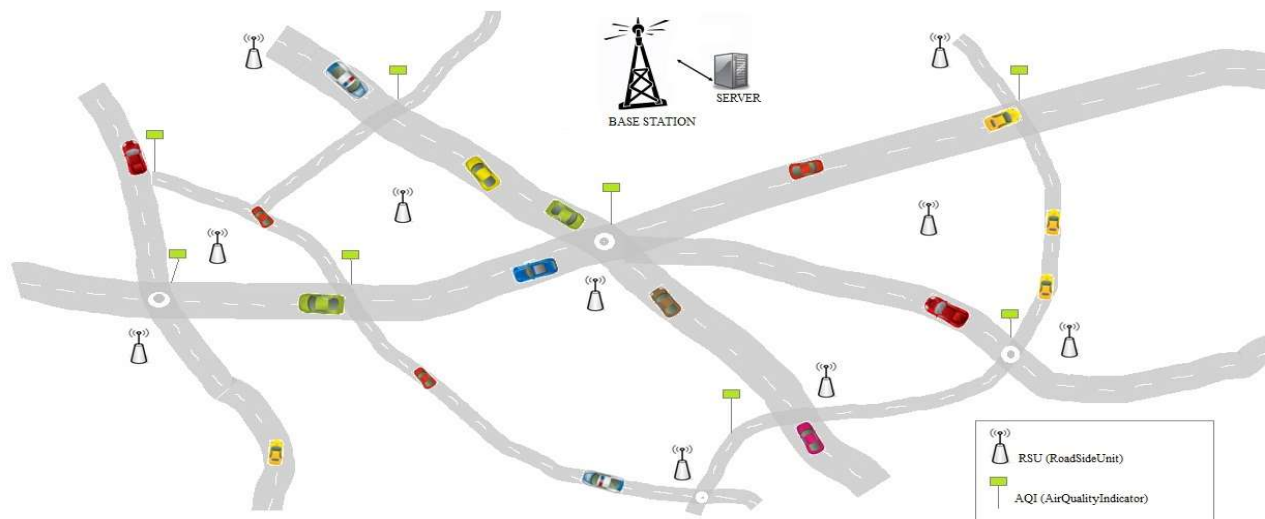 SERVER
BASE STATION
RSU (RoadSideUnit)
AQI (AirQualityIndicator)